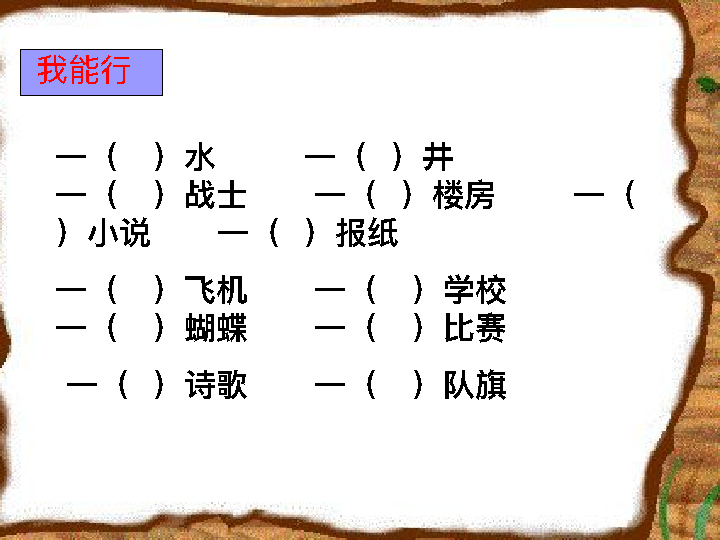 我能行
一（　）水　　一（ ）井
一（　）战士　　一（ ）楼房　　一（
）小说　　一（ ）报纸
一（　）飞机　　一（　）学校
一（　）蝴蝶　　一（　）比赛
一（ ）诗歌　　一（　）队旗